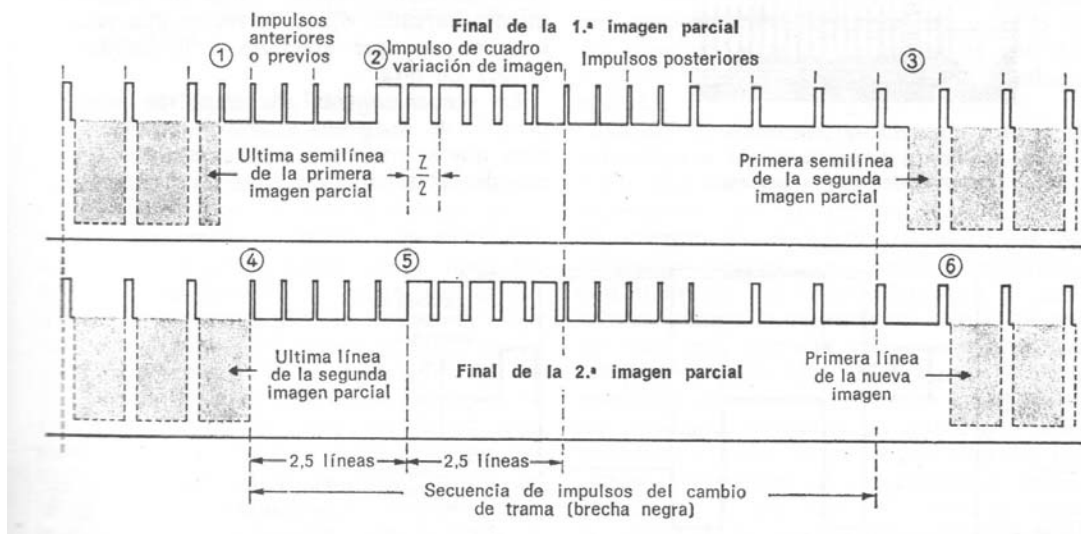 Impulsos
anteriores
o previos
Final de la 1.ª imagen parcial
① ② Impulso de cuadro
variación de imagen
Impulsos posteriores
③
Ultima semilínea
de la primera
imagen parcial
Z
2
Primera semilínea
de la segunda
imagen parcial
④ ⑤ ⑥
Ultima línea
de la segunda
imagen parcial
Final de la 2.ª imagen parcial
Primera línea
de la nueva
imagen
2,5 líneas 2,5 líneas
Secuencia de impulsos del cambio
de trama (brecha negra)